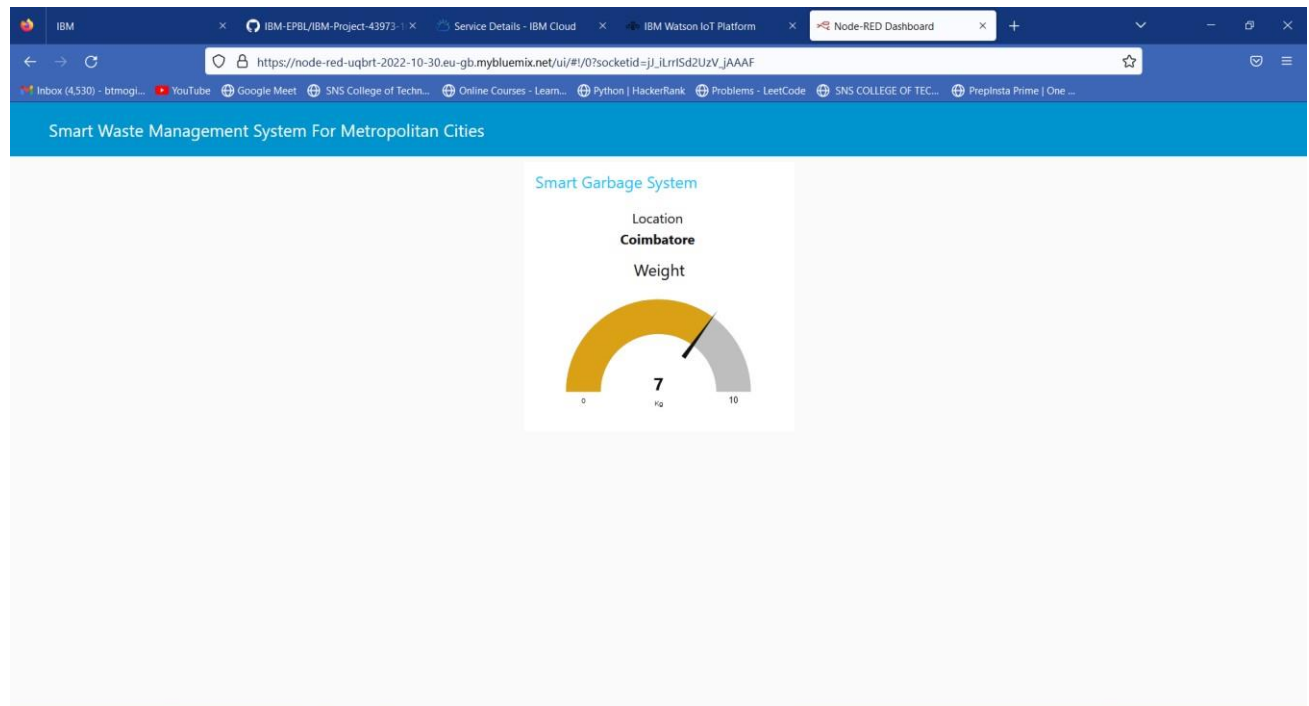 IBM
IBM-EPBL/IBM-Project-43973-1
Service Details - IBM Cloud
IBM Watson IoT Platform
Node-RED Dashboard
https://node-red-uqbrt-2022-10-30.eu-gb.mybluemix.net/ui/#!/0?socketid=jJ_iLrrISd2UzV_jAAAF
Inbox (4,530) - btmogi...
YouTube
Google Meet
SNS College of Techn...
Online Courses - Learn...
Python | HackerRank
Problems - LeetCode
SNS COLLEGE OF TEC...
PrepInsta Prime | One ...
Smart Waste Management System For Metropolitan Cities
Smart Garbage System
Location
Coimbatore
Weight
7
0 Kg 10